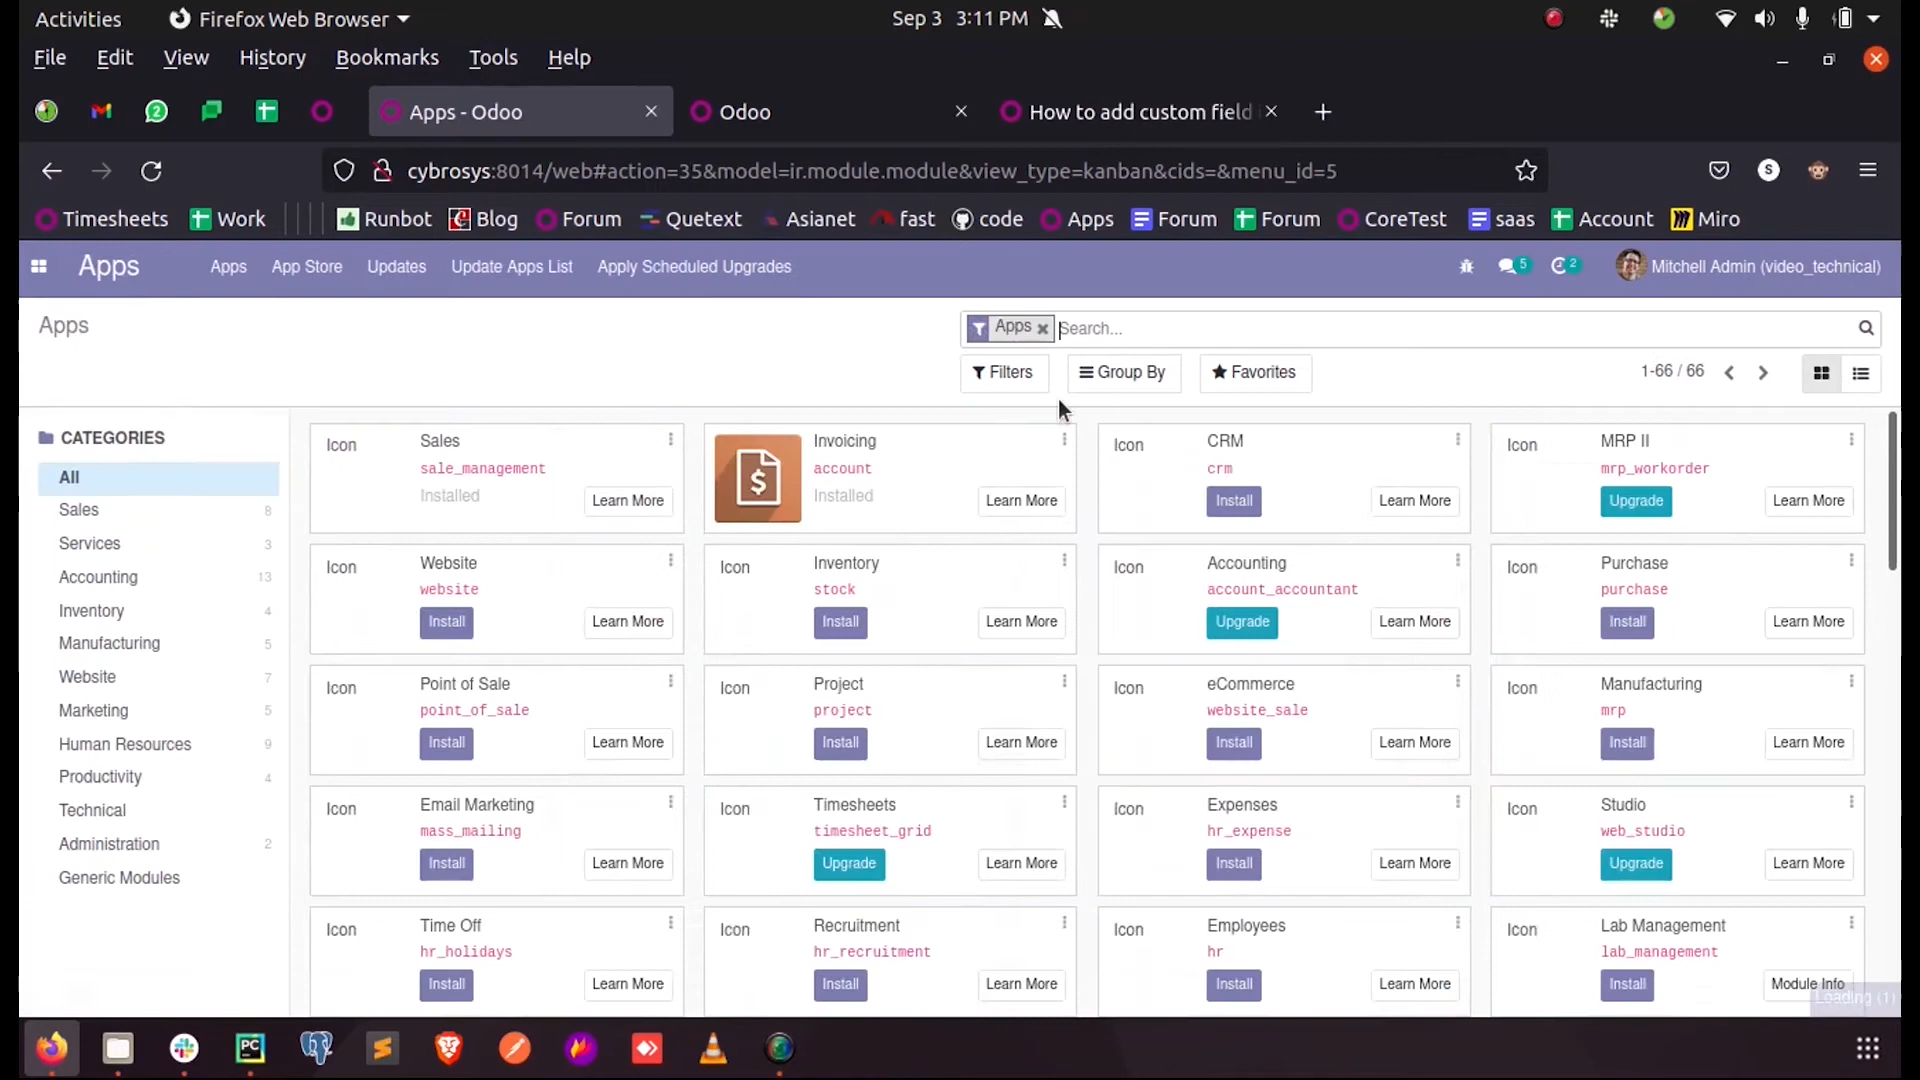 Activities Firefox Web Browser Sep 3 3:11 PM
File Edit View History Bookmarks Tools Help
Apps - Odoo Odoo How to add custom field
cybrosys:8014/web#action=35&model=ir.module.module&view_type=kanban&cids=&menu_id=5
Timesheets Work Runbot Blog Forum Quetext Asianet fast code Apps Forum Forum CoreTest saas Account Miro
Apps Apps App Store Updates Update Apps List Apply Scheduled Upgrades 5 2 Mitchell Admin (video_technical)
Apps
Apps Search...
Filters Group By Favorites 1-66 / 66
CATEGORIES
All
Sales 8
Services 3
Accounting 13
Inventory 4
Manufacturing 5
Website 7
Marketing 5
Human Resources 9
Productivity 4
Technical
Administration 2
Generic Modules
Icon Sales
sale_management
Installed Learn More
Invoicing
account
Installed Learn More
Icon CRM
crm
Install Learn More
Icon MRP II
mrp_workorder
Upgrade Learn More
Icon Website
website
Install Learn More
Icon Inventory
stock
Install Learn More
Icon Accounting
account_accountant
Upgrade Learn More
Icon Purchase
purchase
Install Learn More
Icon Point of Sale
point_of_sale
Install Learn More
Icon Project
project
Install Learn More
Icon eCommerce
website_sale
Install Learn More
Icon Manufacturing
mrp
Install Learn More
Icon Email Marketing
mass_mailing
Install Learn More
Icon Timesheets
timesheet_grid
Upgrade Learn More
Icon Expenses
hr_expense
Install Learn More
Icon Studio
web_studio
Upgrade Learn More
Icon Time Off
hr_holidays
Install Learn More
Icon Recruitment
hr_recruitment
Install Learn More
Icon Employees
hr
Install Learn More
Icon Lab Management
lab_management
Install Module Info
Loading (1)